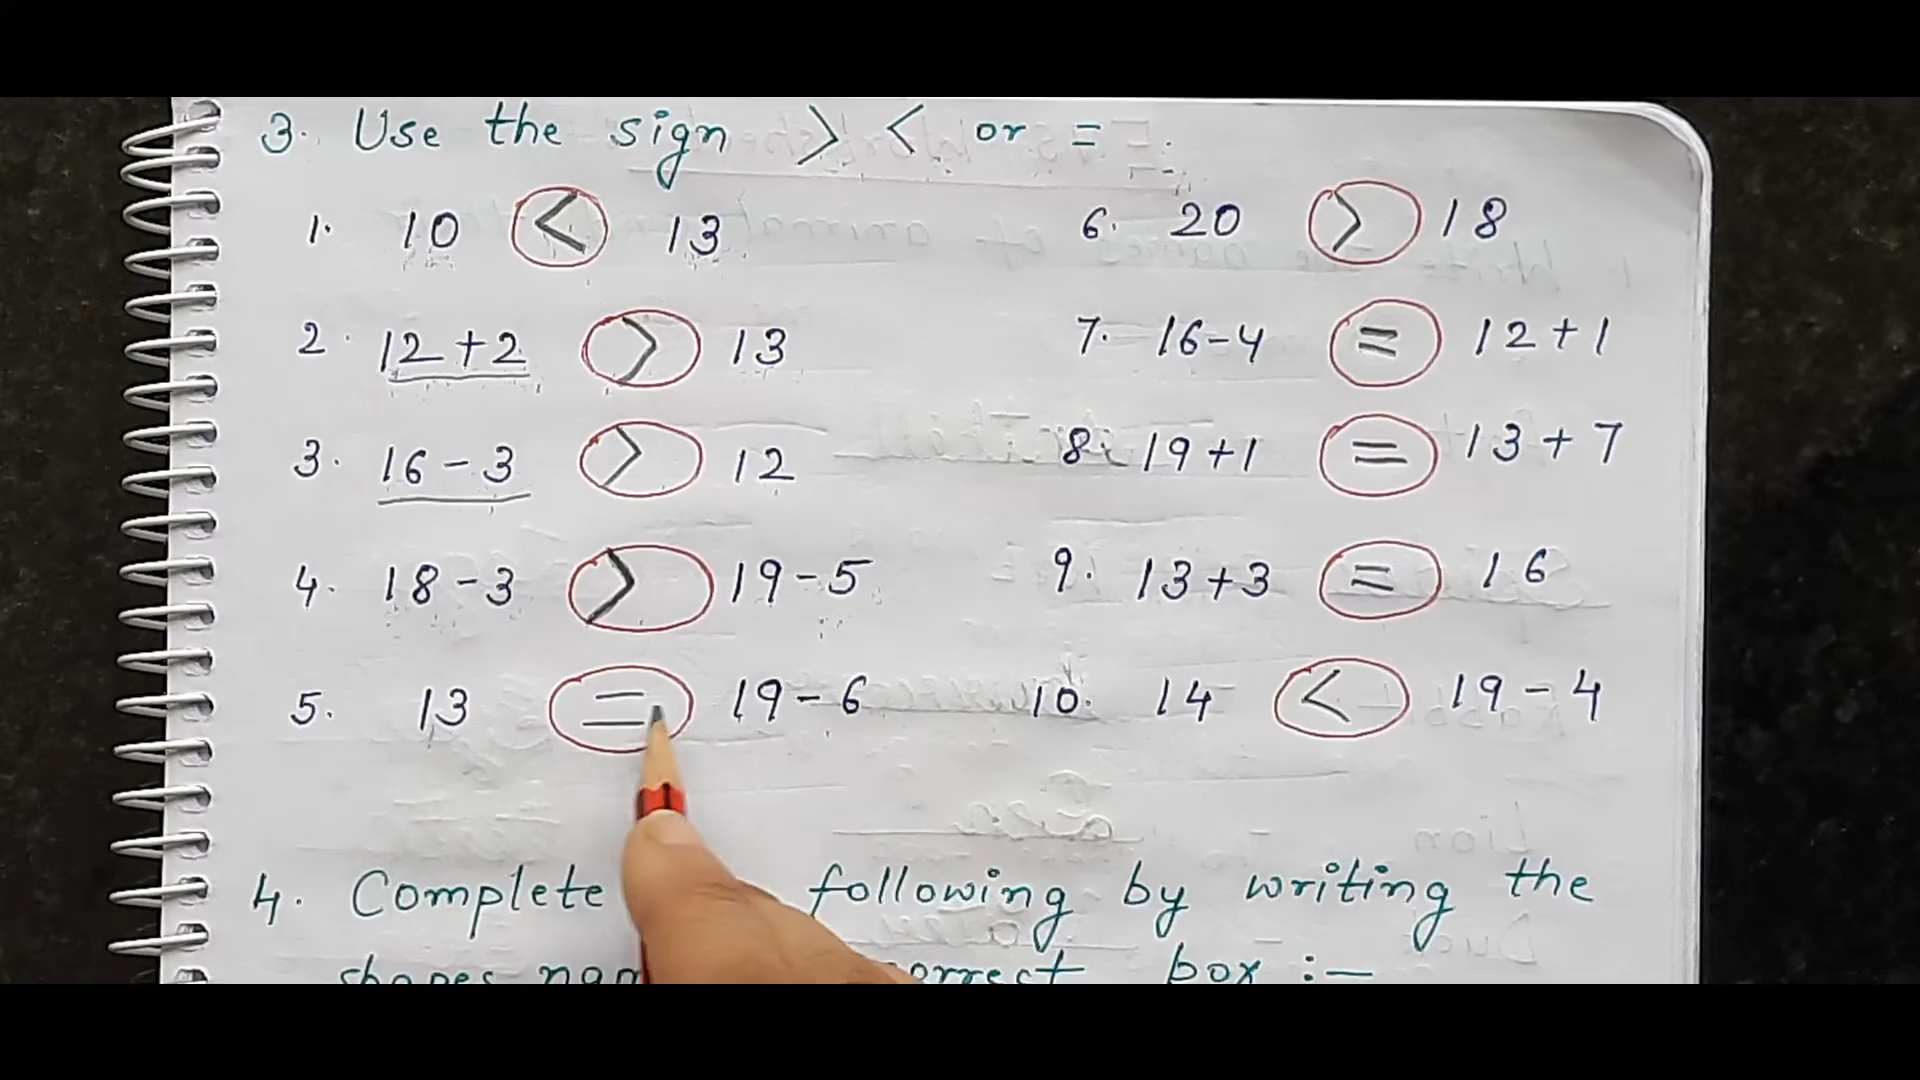 3. Use the sign > < or =.
1. 10 < 13
2. 12+2 > 13
3. 16-3 > 12
4. 18-3 > 19-5
5. 13 = 19-6
6. 20 > 18
7. 16-4 = 12+1
8. 19+1 = 13+7
9. 13+3 = 16
10. 14 < 19-4
4. Complete following by writing the
box :-